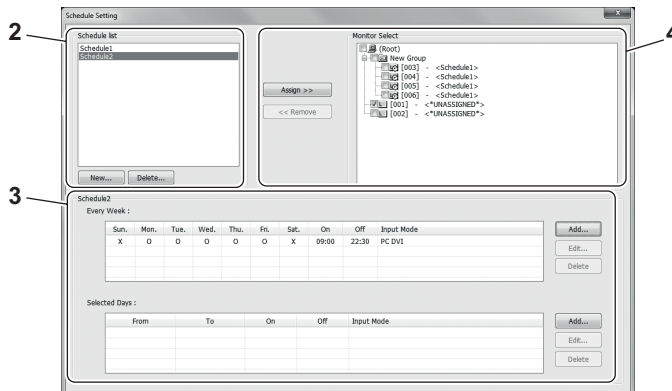 Schedule Setting
2
4
Schedule list
Schedule1
Schedule2
New...
Delete...
Assign >>
<< Remove
Monitor Select
(Root)
New Group
[003] - <Schedule1>
[004] - <Schedule1>
[005] - <Schedule1>
[006] - <Schedule1>
[001] - <*UNASSIGNED*>
[002] - <*UNASSIGNED*>
3
Schedule2
Every Week :
Sun. Mon. Tue. Wed. Thu. Fri. Sat. On Off Input Mode
X O O O O O X 09:00 22:30 PC DVI
Add...
Edit...
Delete
Selected Days :
From To On Off Input Mode
Add...
Edit...
Delete